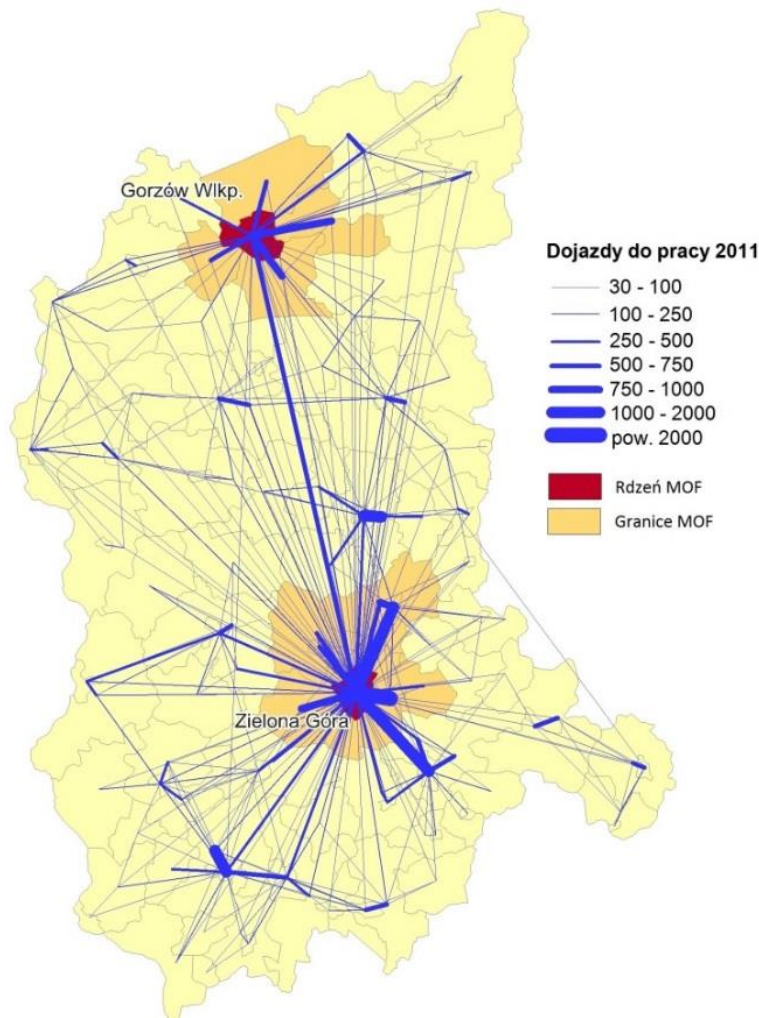 Gorzów Wlkp.
Dojazdy do pracy 2011
30 - 100
100 - 250
250 - 500
500 - 750
750 - 1000
1000 - 2000
pow. 2000
Rdzeń MOF
Granice MOF
Zielona Góra